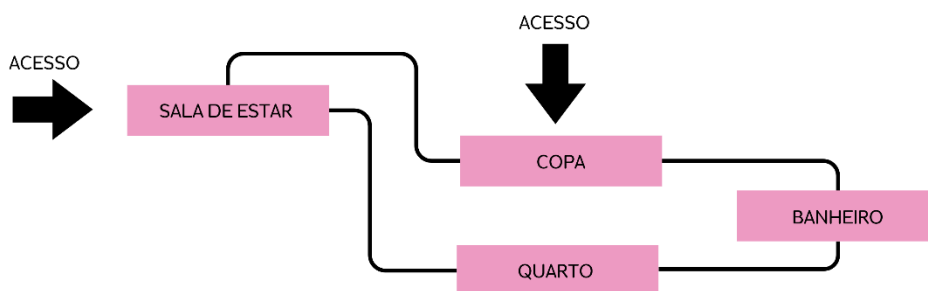 ACESSO
ACESSO
SALA DE ESTAR
COPA
BANHEIRO
QUARTO